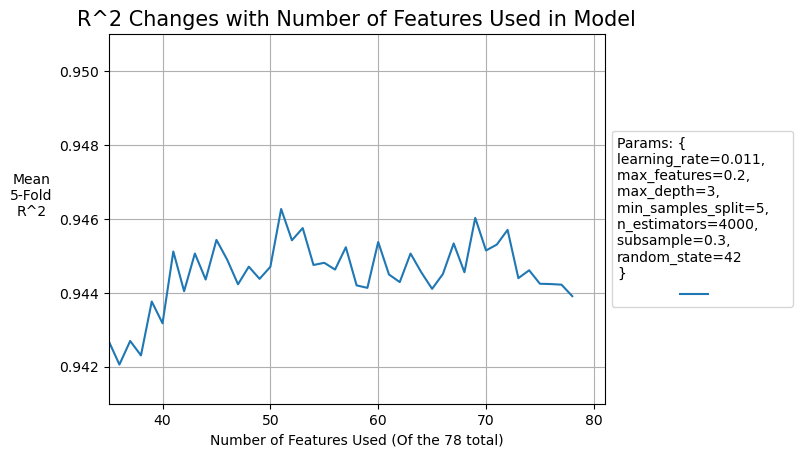 R^2 Changes with Number of Features Used in Model
0.950
0.948
0.946
0.944
0.942
Mean
5-Fold
R^2
40
50
60
70
80
Number of Features Used (Of the 78 total)
Params: {
learning_rate=0.011,
max_features=0.2,
max_depth=3,
min_samples_split=5,
n_estimators=4000,
subsample=0.3,
random_state=42
}